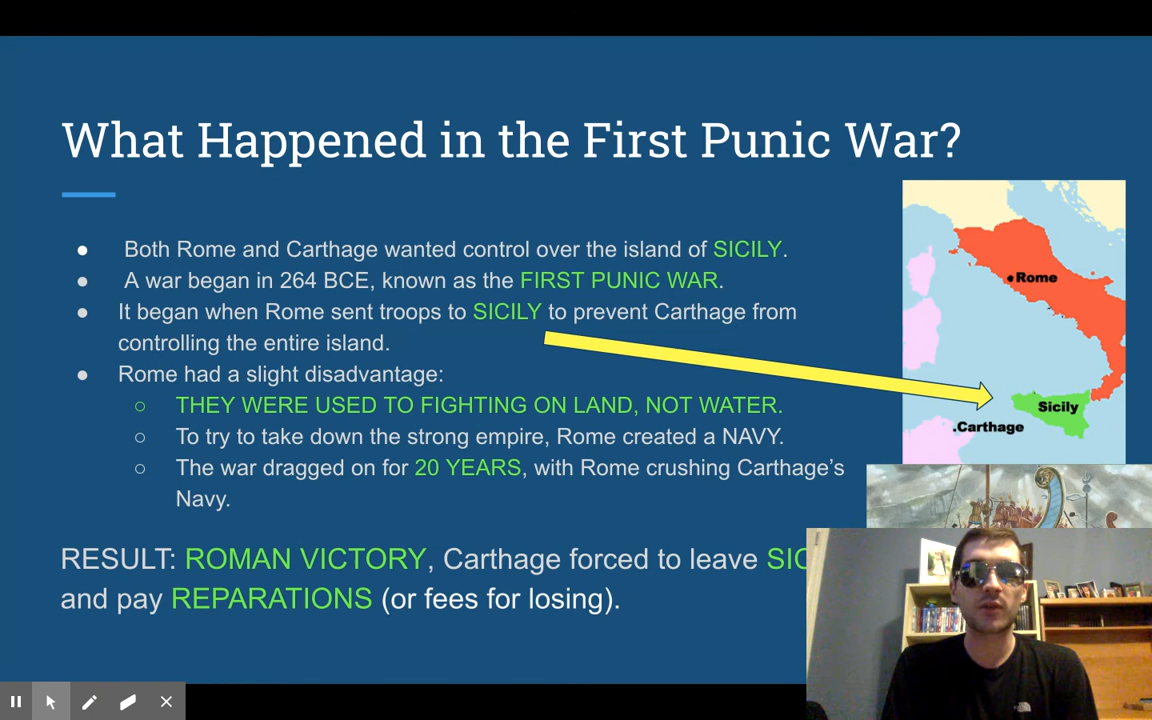 What Happened in the First Punic War?
● Both Rome and Carthage wanted control over the island of SICILY.
● A war began in 264 BCE, known as the FIRST PUNIC WAR.
● It began when Rome sent troops to SICILY to prevent Carthage from
controlling the entire island.
● Rome had a slight disadvantage:
○ THEY WERE USED TO FIGHTING ON LAND, NOT WATER.
○ To try to take down the strong empire, Rome created a NAVY.
○ The war dragged on for 20 YEARS, with Rome crushing Carthage’s
Navy.
RESULT: ROMAN VICTORY, Carthage forced to leave SIC
and pay REPARATIONS (or fees for losing).
Rome
Sicily
.Carthage